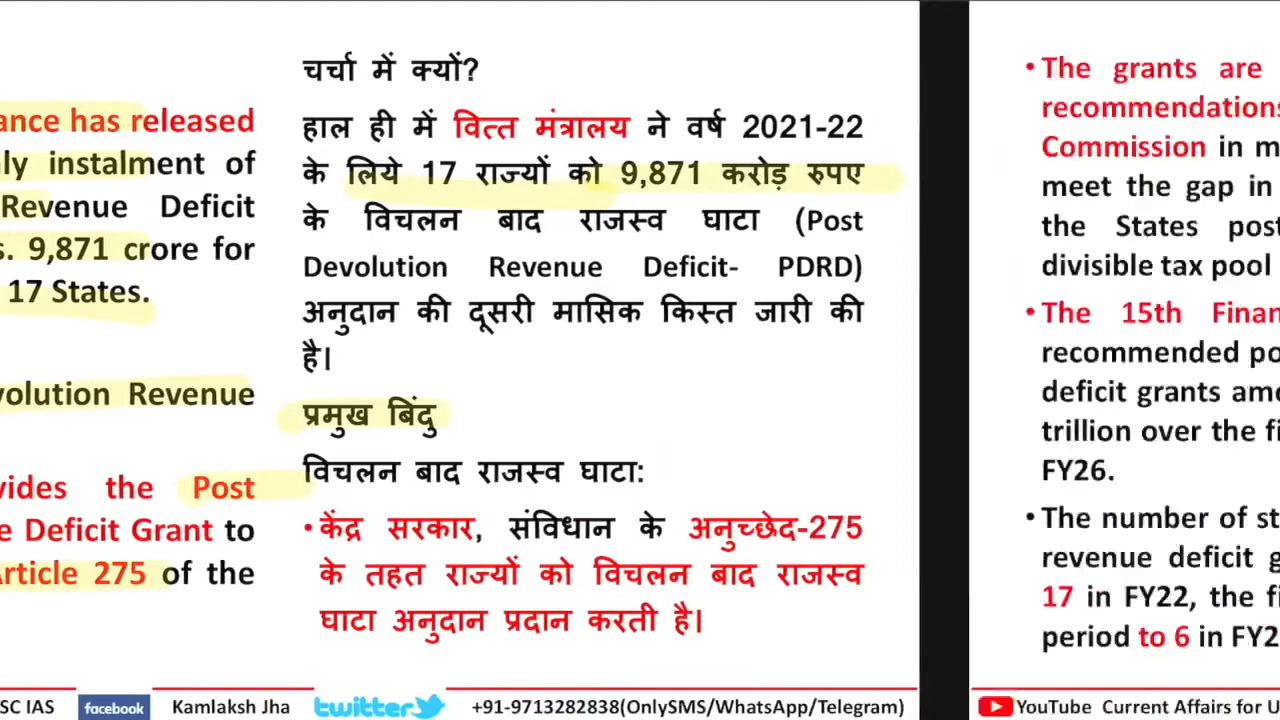 ance has released
ly instalment of
Revenue Deficit
s. 9,871 crore for
17 States.
volution Revenue
vides the Post
e Deficit Grant to
Article 275 of the
चर्चा में क्यों?
हाल ही में वित्त मंत्रालय ने वर्ष 2021-22
के लिये 17 राज्यों को 9,871 करोड़ रुपए
के विचलन बाद राजस्व घाटा (Post
Devolution Revenue Deficit- PDRD)
अनुदान की दूसरी मासिक किस्त जारी की
है।
प्रमुख बिंदु
विचलन बाद राजस्व घाटा:
• केंद्र सरकार, संविधान के अनुच्छेद-275
के तहत राज्यों को विचलन बाद राजस्व
घाटा अनुदान प्रदान करती है।
• The grants are
recommendations
Commission in m
meet the gap in
the States post
divisible tax pool
• The 15th Finan
recommended po
deficit grants amo
trillion over the fi
FY26.
• The number of st
revenue deficit g
17 in FY22, the fi
period to 6 in FY2
SC IAS facebook Kamlaksh Jha twitter +91-9713282838(OnlySMS/WhatsApp/Telegram)
YouTube Current Affairs for U